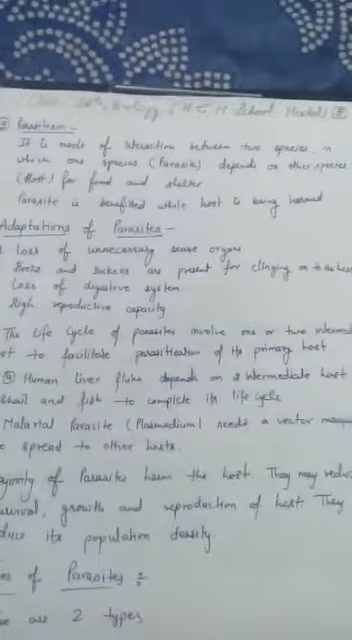 ③ Parasitism -
It is mode of interaction between two species, in
which one species (Parasite) depends on other species
(Host) for food and shelter
Parasite is benefitted while host is being harmed
Adaptations of Parasites -
Loss of unnecessary sense organs
Hooks and Suckers are present for clinging on to the host
Loss of digestive system
High reproductive capacity
The life cycle of parasites involve one or two intermed
to facilitate parasitisation of its primary host
Human liver fluke depends on 2 intermediate host
snail and fish to complete its life cycle
Malarial Parasite (Plasmodium) needs a vector
spread to other hosts.
ajority of Parasites harm the host. They may reduc
survival, growth and reproduction of host. They
duce its population density.
es of Parasites :-
are 2 types